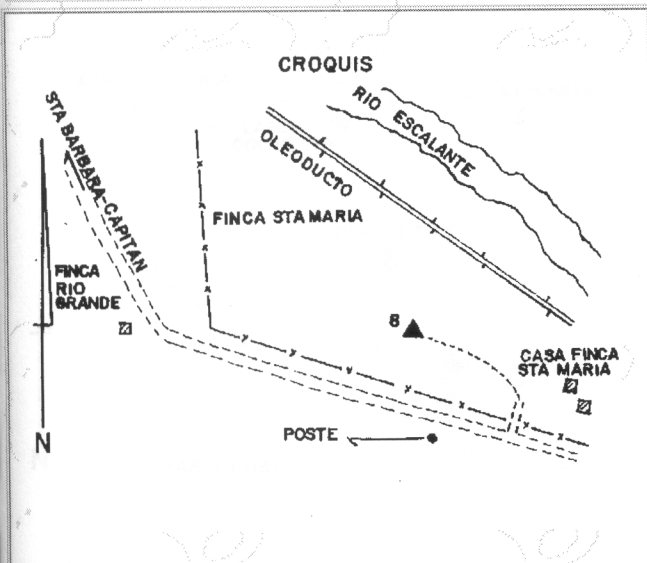 CROQUIS
STA BARBARA-CAPITAN
RIO ESCALANTE
OLEODUCTO
FINCA STA MARIA
FINCA
RIO
GRANDE
8
CASA FINCA
STA MARIA
POSTE
N